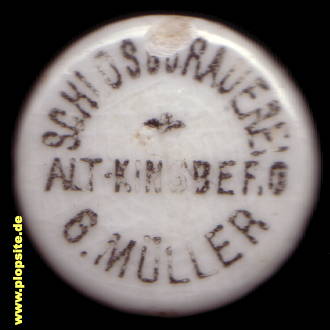 SCHLOSSBRAUEREI
ALT-KINSBERG
B. MÜLLER
www.plopsite.de